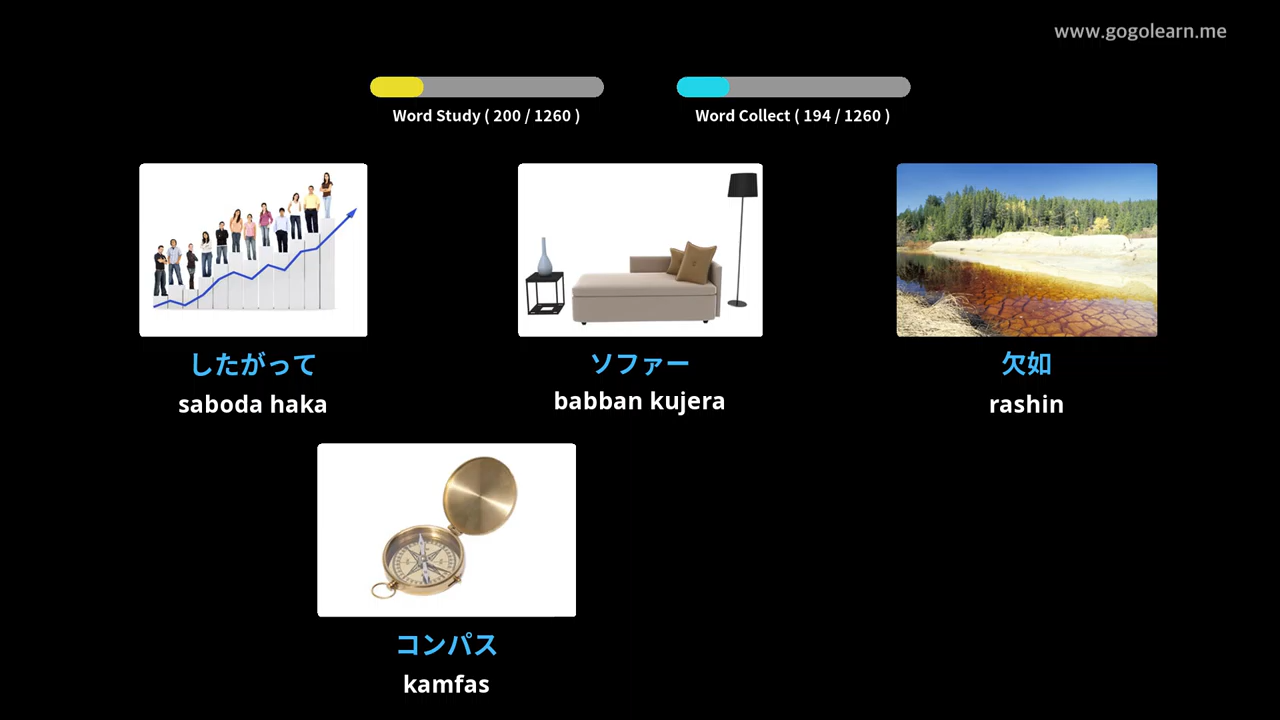 www.gogolearn.me
Word Study ( 200 / 1260 )
Word Collect ( 194 / 1260 )
したがって
saboda haka
ソファー
babban kujera
欠如
rashin
コンパス
kamfas